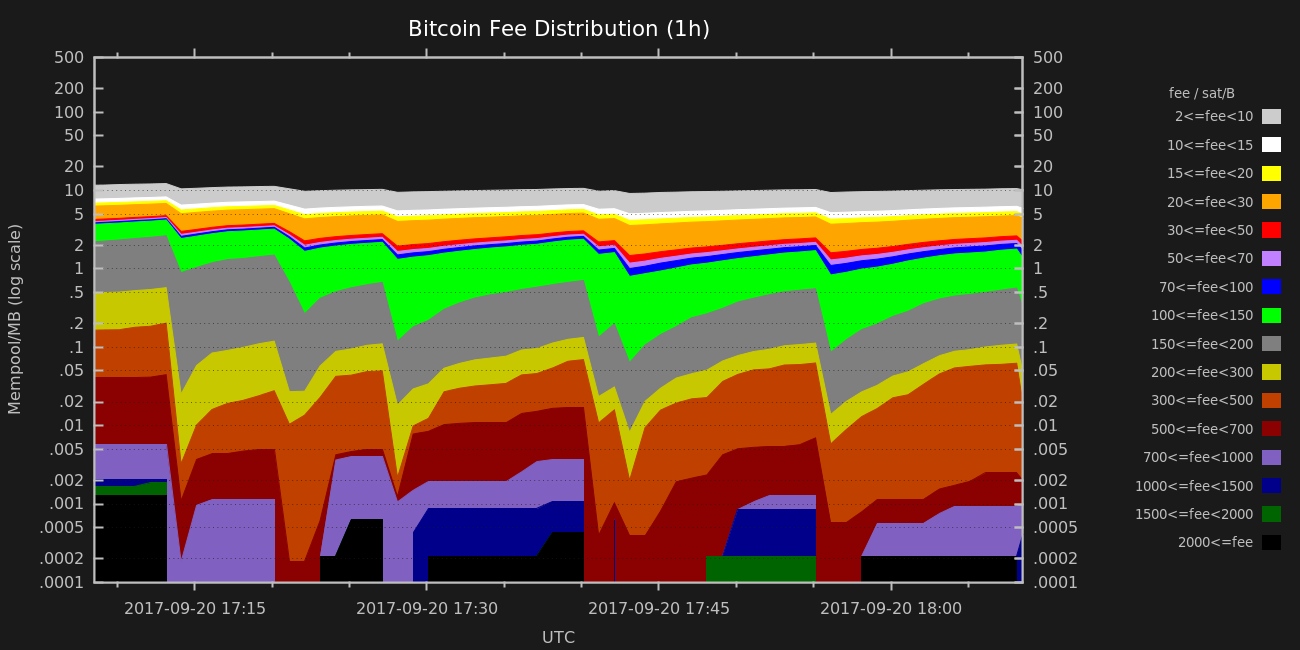 Bitcoin Fee Distribution (1h)
500 500
200 200
100 100
50 50
20 20
10 10
5 5
2 2
1 1
.5 .5
.2 .2
.1 .1
.05 .05
.02 .02
.01 .01
.005 .005
.002 .002
.001 .001
.0005 .0005
.0002 .0002
.0001 .0001
Mempool/MB (log scale)
2017-09-20 17:15 2017-09-20 17:30 2017-09-20 17:45 2017-09-20 18:00
UTC
fee / sat/B
2<=fee<10
10<=fee<15
15<=fee<20
20<=fee<30
30<=fee<50
50<=fee<70
70<=fee<100
100<=fee<150
150<=fee<200
200<=fee<300
300<=fee<500
500<=fee<700
700<=fee<1000
1000<=fee<1500
1500<=fee<2000
2000<=fee